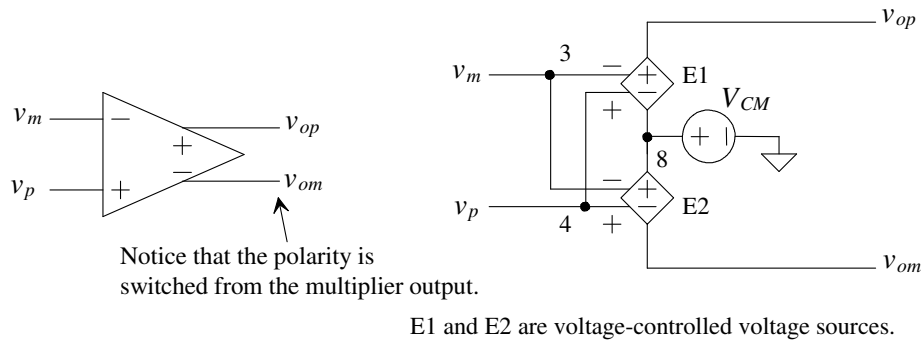 v_m
−
v_p
+
+
−
v_op
v_om
Notice that the polarity is
switched from the multiplier output.
v_op
3
v_m
−
+
−
E1
+
V_CM
+
−
8
−
+
−
E2
v_p
4
+
v_om
E1 and E2 are voltage-controlled voltage sources.